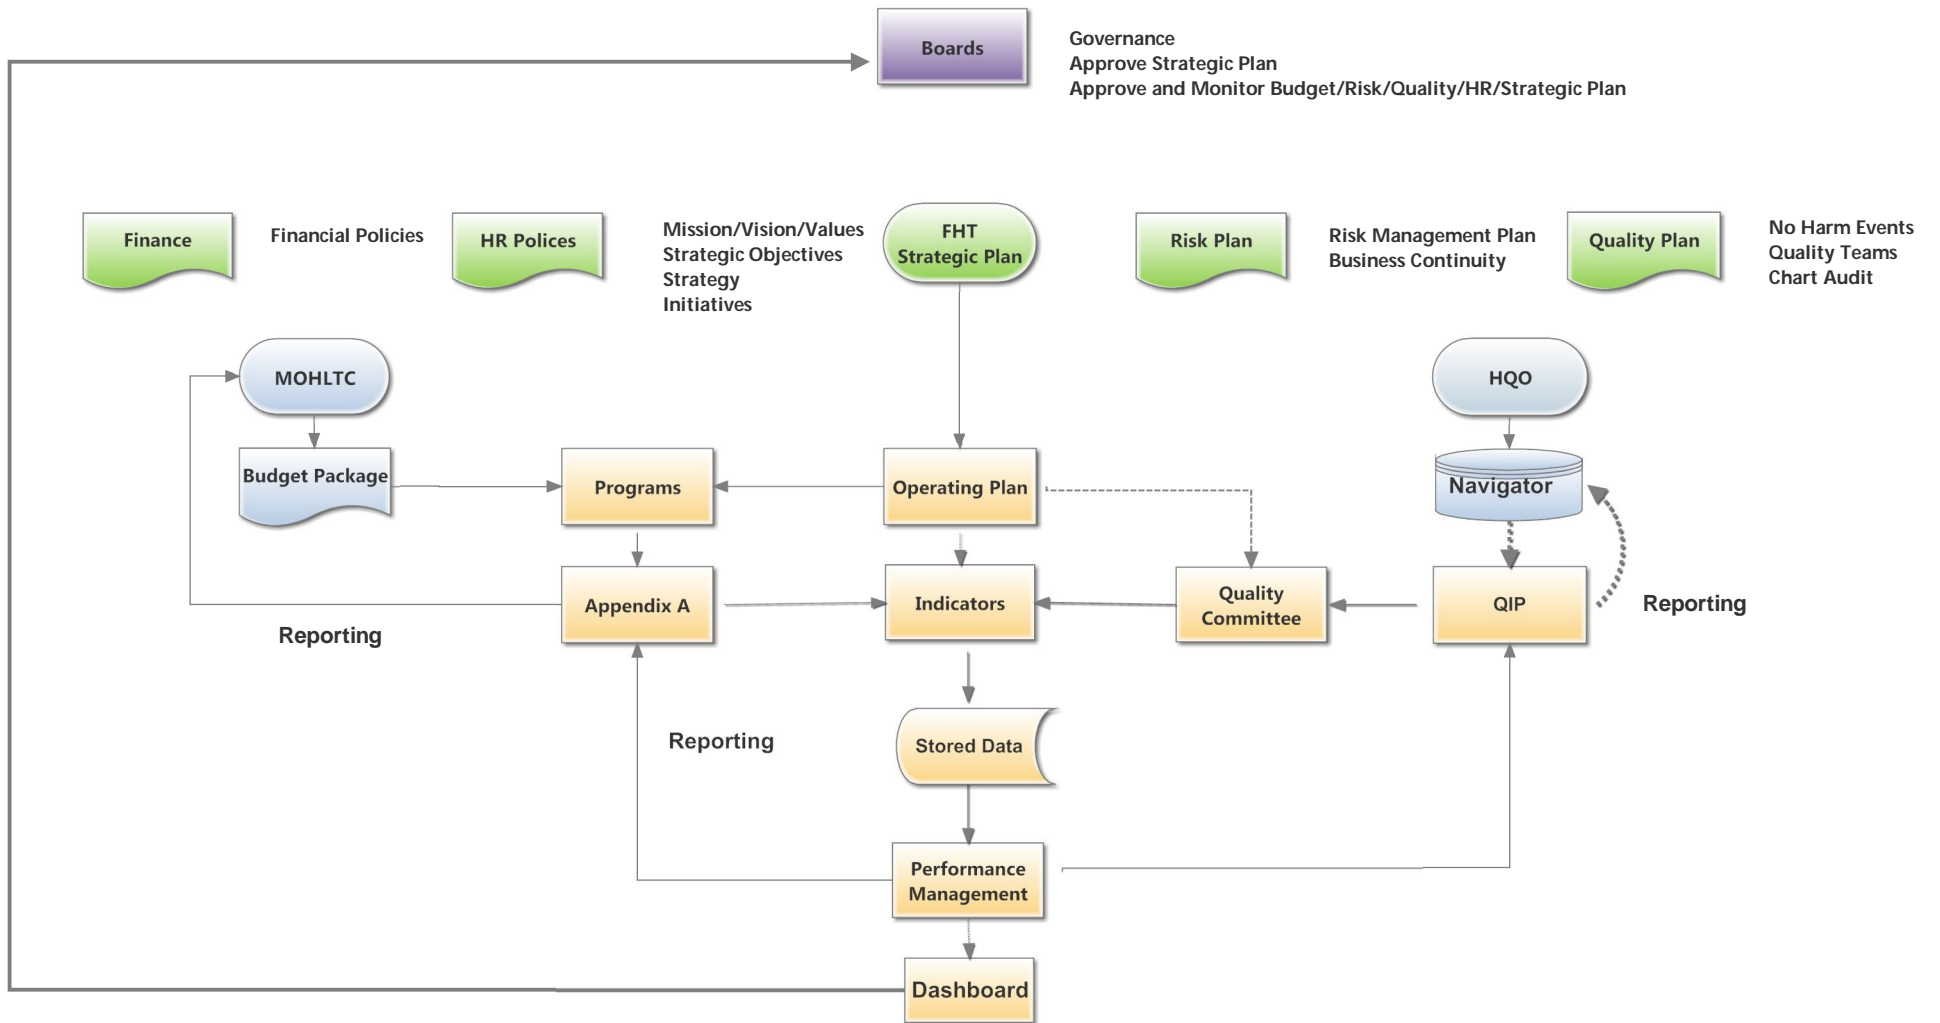 Boards
Governance
Approve Strategic Plan
Approve and Monitor Budget/Risk/Quality/HR/Strategic Plan
Finance
Financial Policies
HR Polices
Mission/Vision/Values
Strategic Objectives
Strategy
Initiatives
FHT
Strategic Plan
Risk Plan
Risk Management Plan
Business Continuity
Quality Plan
No Harm Events
Quality Teams
Chart Audit
MOHLTC
HQO
Budget Package
Programs
Operating Plan
Navigator
Appendix A
Indicators
Quality
Committee
QIP
Reporting
Reporting
Reporting
Stored Data
Performance
Management
Dashboard